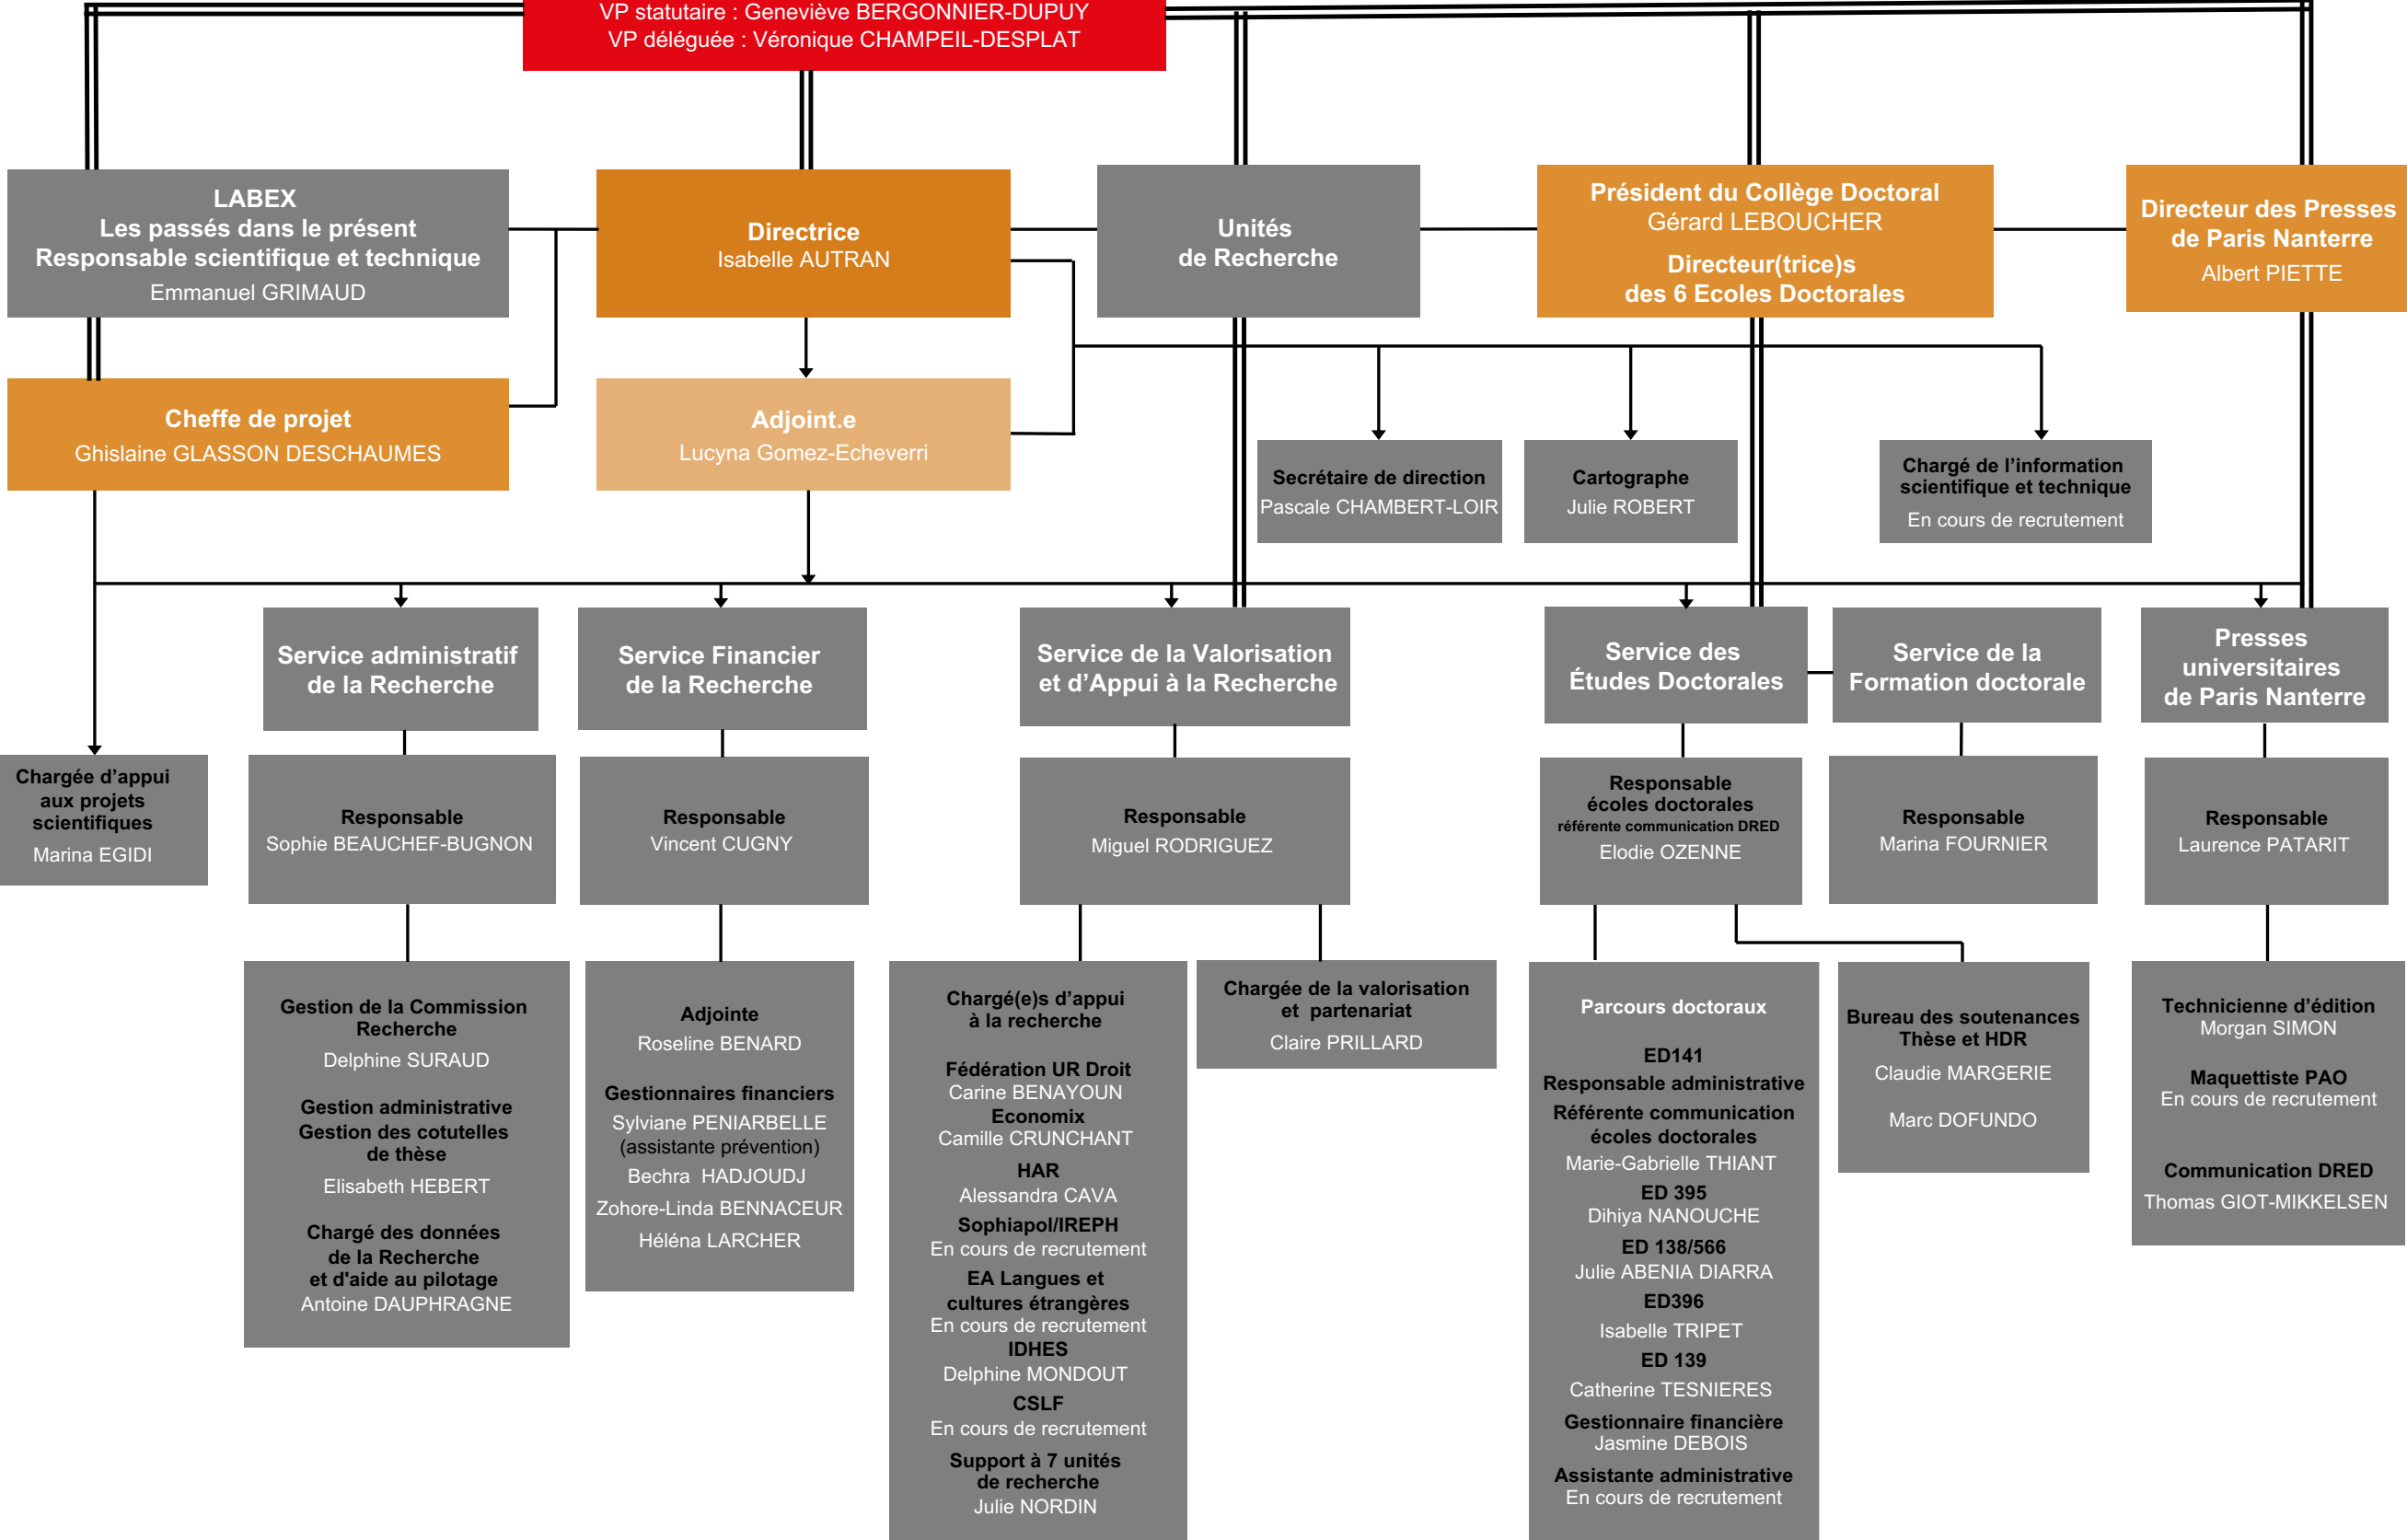 VP statutaire : Geneviève BERGONNIER-DUPUY
VP déléguée : Véronique CHAMPEIL-DESPLAT
LABEX
Les passés dans le présent
Responsable scientifique et technique
Emmanuel GRIMAUD
Directrice
Isabelle AUTRAN
Unités
de Recherche
Président du Collège Doctoral
Gérard LEBOUCHER
Directeur(trice)s
des 6 Ecoles Doctorales
Directeur des Presses
de Paris Nanterre
Albert PIETTE
Cheffe de projet
Ghislaine GLASSON DESCHAUMES
Adjoint.e
Lucyna Gomez-Echeverri
Secrétaire de direction
Pascale CHAMBERT-LOIR
Cartographe
Julie ROBERT
Chargé de l’information
scientifique et technique
En cours de recrutement
Service administratif
de la Recherche
Service Financier
de la Recherche
Service de la Valorisation
et d’Appui à la Recherche
Service des
Études Doctorales
Service de la
Formation doctorale
Presses
universitaires
de Paris Nanterre
Chargée d’appui
aux projets
scientifiques
Marina EGIDI
Responsable
Sophie BEAUCHEF-BUGNON
Responsable
Vincent CUGNY
Responsable
Miguel RODRIGUEZ
Responsable
écoles doctorales
référente communication DRED
Elodie OZENNE
Responsable
Marina FOURNIER
Responsable
Laurence PATARIT
Gestion de la Commission
Recherche
Delphine SURAUD
Gestion administrative
Gestion des cotutelles
de thèse
Elisabeth HEBERT
Chargé des données
de la Recherche
et d'aide au pilotage
Antoine DAUPHRAGNE
Adjointe
Roseline BENARD
Gestionnaires financiers
Sylviane PENIARBELLE
(assistante prévention)
Bechra HADJOUDJ
Zohore-Linda BENNACEUR
Héléna LARCHER
Chargé(e)s d’appui
à la recherche
Fédération UR Droit
Carine BENAYOUN
Economix
Camille CRUNCHANT
HAR
Alessandra CAVA
Sophiapol/IREPH
En cours de recrutement
EA Langues et
cultures étrangères
En cours de recrutement
IDHES
Delphine MONDOUT
CSLF
En cours de recrutement
Support à 7 unités
de recherche
Julie NORDIN
Chargée de la valorisation
et partenariat
Claire PRILLARD
Parcours doctoraux
ED141
Responsable administrative
Référente communication
écoles doctorales
Marie-Gabrielle THIANT
ED 395
Dihiya NANOUCHE
ED 138/566
Julie ABENIA DIARRA
ED396
Isabelle TRIPET
ED 139
Catherine TESNIERES
Gestionnaire financière
Jasmine DEBOIS
Assistante administrative
En cours de recrutement
Bureau des soutenances
Thèse et HDR
Claudie MARGERIE
Marc DOFUNDO
Technicienne d’édition
Morgan SIMON
Maquettiste PAO
En cours de recrutement
Communication DRED
Thomas GIOT-MIKKELSEN